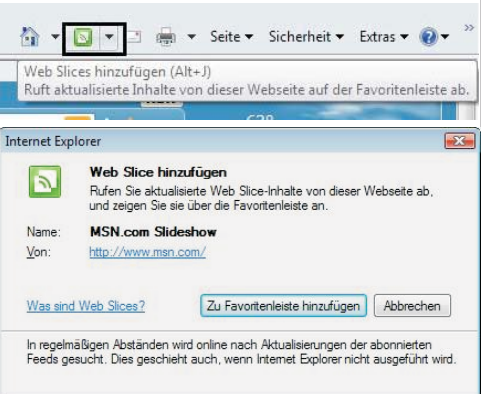 Seite Sicherheit Extras
Web Slices hinzufügen (Alt+J)
Ruft aktualisierte Inhalte von dieser Webseite auf der Favoritenleiste ab.
Internet Explorer
Web Slice hinzufügen
Rufen Sie aktualisierte Web Slice-Inhalte von dieser Webseite ab,
und zeigen Sie sie über die Favoritenleiste an.
Name: MSN.com Slideshow
Von: http://www.msn.com/
Was sind Web Slices? Zu Favoritenleiste hinzufügen Abbrechen
In regelmäßigen Abständen wird online nach Aktualisierungen der abonnierten
Feeds gesucht. Dies geschieht auch, wenn Internet Explorer nicht ausgeführt wird.